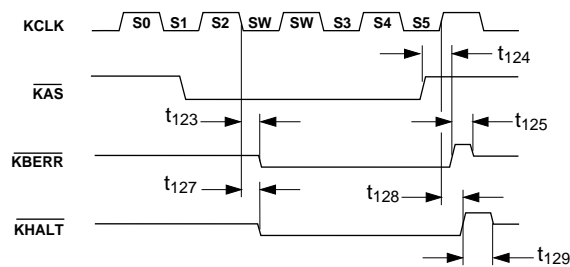 KCLK S0 S1 S2 SW SW S3 S4 S5
t124
KAS
t123
t125
KBERR
t127
t128
KHALT
t129